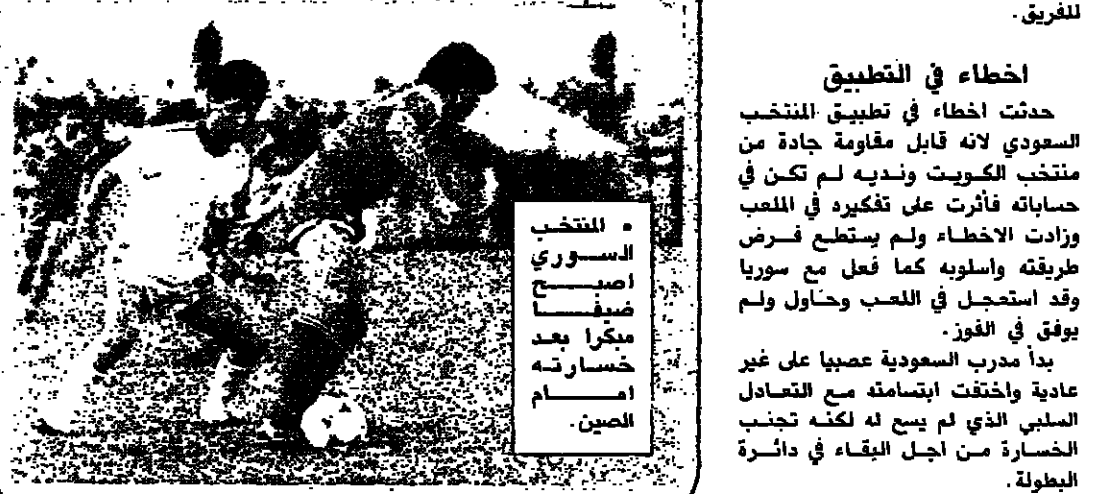 للفريق.
اخطاء في التطبيق
حدثت اخطاء في تطبيق المنتخب
السعودي لانه قابل مقاومة جادة من
منتخب الكويت ونديه لم تكن في
حساباته فأثرت على تفكيره في الملعب
وزادت الاخطاء ولم يستطع فرض
طريقته واسلوبه كما فعل مع سوريا
وقد استعجل في اللعب وحاول ولم
يوفق في الفوز.
بدأ مدرب السعودية عصبيا على غير
عادية واختفت ابتسامته مع التعادل
السلبي الذي لم يسع له لكنه تجنب
الخسارة من اجل البقاء في دائرة
البطولة.
● المنتخب
السوري
اصبح
ضيفا
مبكرا بعد
خسارته
امام
الصين.